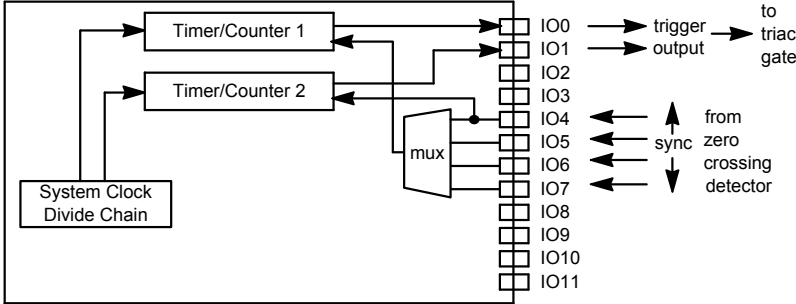 Timer/Counter 1
Timer/Counter 2
System Clock
Divide Chain
mux
IO0
IO1
IO2
IO3
IO4
IO5
IO6
IO7
IO8
IO9
IO10
IO11
trigger
output
to
triac
gate
sync
from
zero
crossing
detector